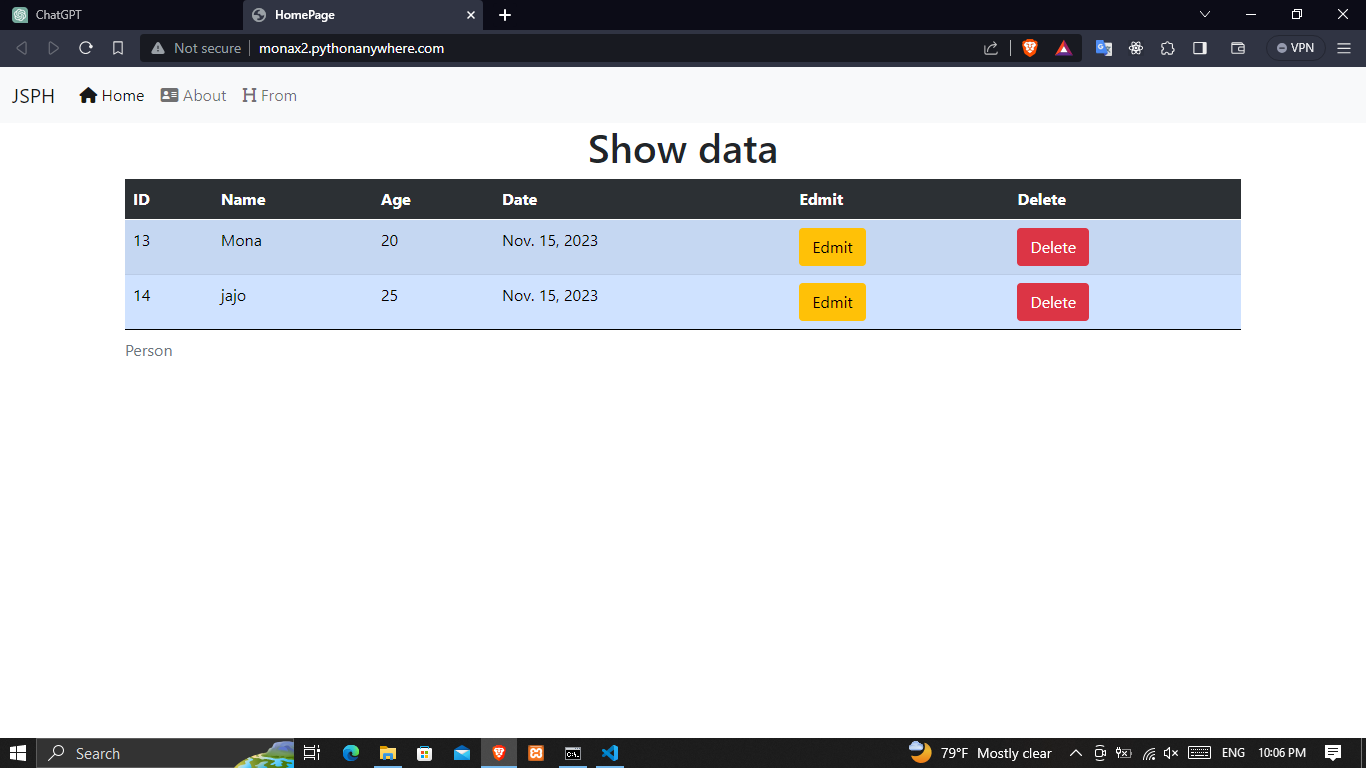 ChatGPT HomePage
Not secure monax2.pythonanywhere.com VPN
JSPH Home About From
Show data
ID Name Age Date Edmit Delete
13 Mona 20 Nov. 15, 2023 Edmit Delete
14 jajo 25 Nov. 15, 2023 Edmit Delete
Person
Search 79°F Mostly clear ENG 10:06 PM